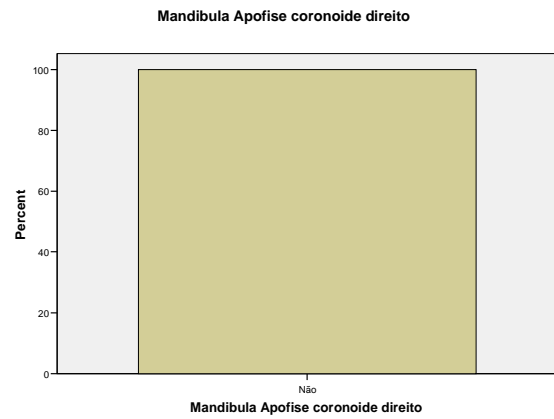 Mandibula Apofise coronoide direito
Percent
100
80
60
40
20
0
Não
Mandibula Apofise coronoide direito